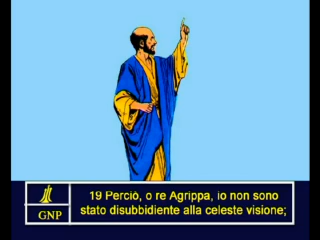 19 Perciò, o re Agrippa, io non sono
stato disubbidiente alla celeste visione;
GNP